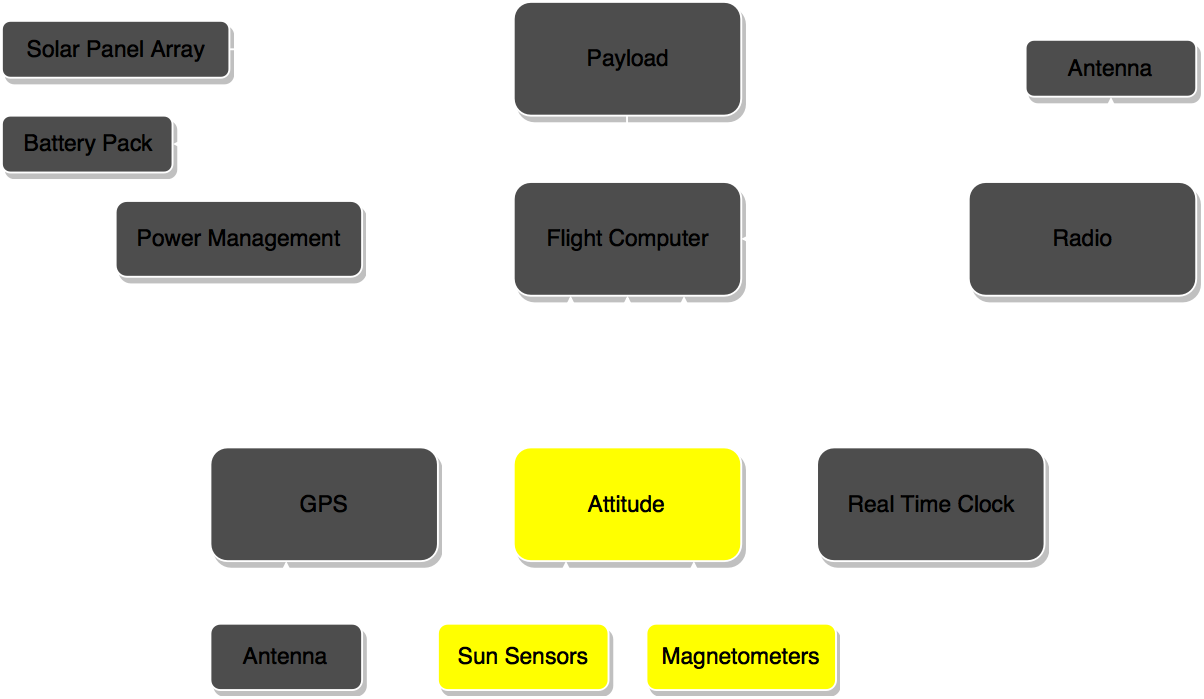 Solar Panel Array
Payload
Antenna
Battery Pack
Power Management
Flight Computer
Radio
GPS
Attitude
Real Time Clock
Antenna
Sun Sensors
Magnetometers